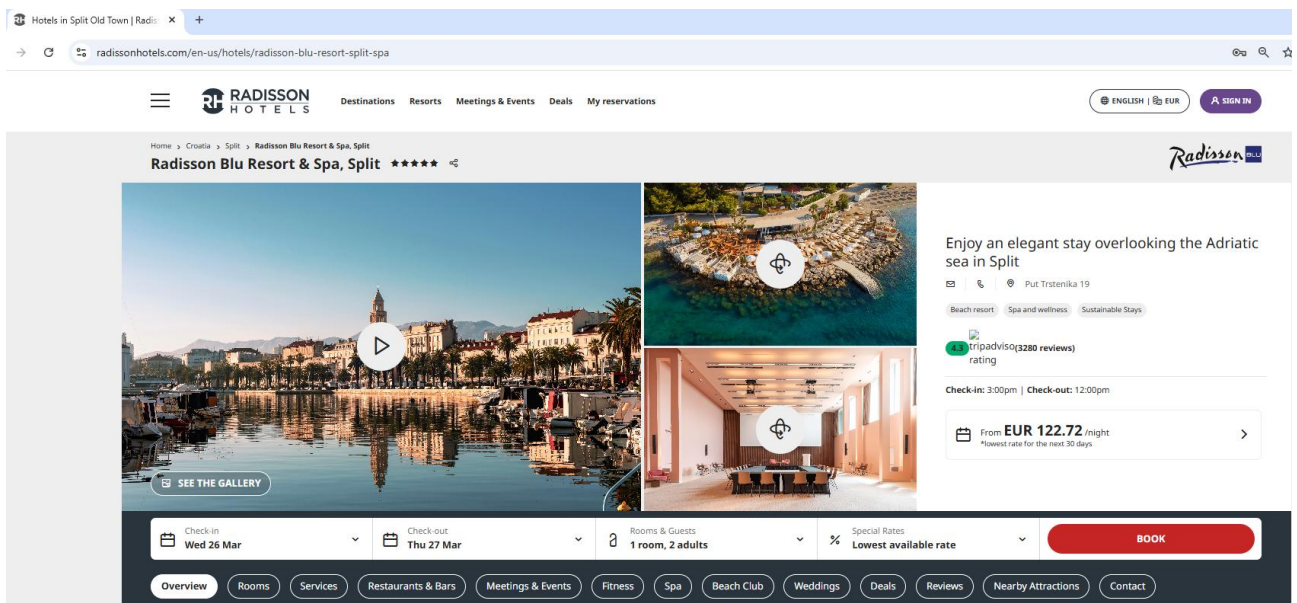 Hotels in Split Old Town | Radis
radissonhotels.com/en-us/hotels/radisson-blu-resort-split-spa
RH RADISSON HOTELS
Destinations Resorts Meetings & Events Deals My reservations
ENGLISH | EUR
SIGN IN
Home > Croatia > Split > Radisson Blu Resort & Spa, Split
Radisson Blu Resort & Spa, Split
Radisson BLU
Enjoy an elegant stay overlooking the Adriatic
sea in Split
Put Trstenika 19
Beach resort Spa and wellness Sustainable Stays
4.3 tripadviso (3280 reviews)
rating
Check-in: 3:00pm | Check-out: 12:00pm
From EUR 122.72 /night
*lowest rate for the next 30 days
SEE THE GALLERY
Check-in Check-out Rooms & Guests Special Rates
Wed 26 Mar Thu 27 Mar 1 room, 2 adults Lowest available rate BOOK
Overview Rooms Services Restaurants & Bars Meetings & Events Fitness Spa Beach Club Weddings Deals Reviews Nearby Attractions Contact